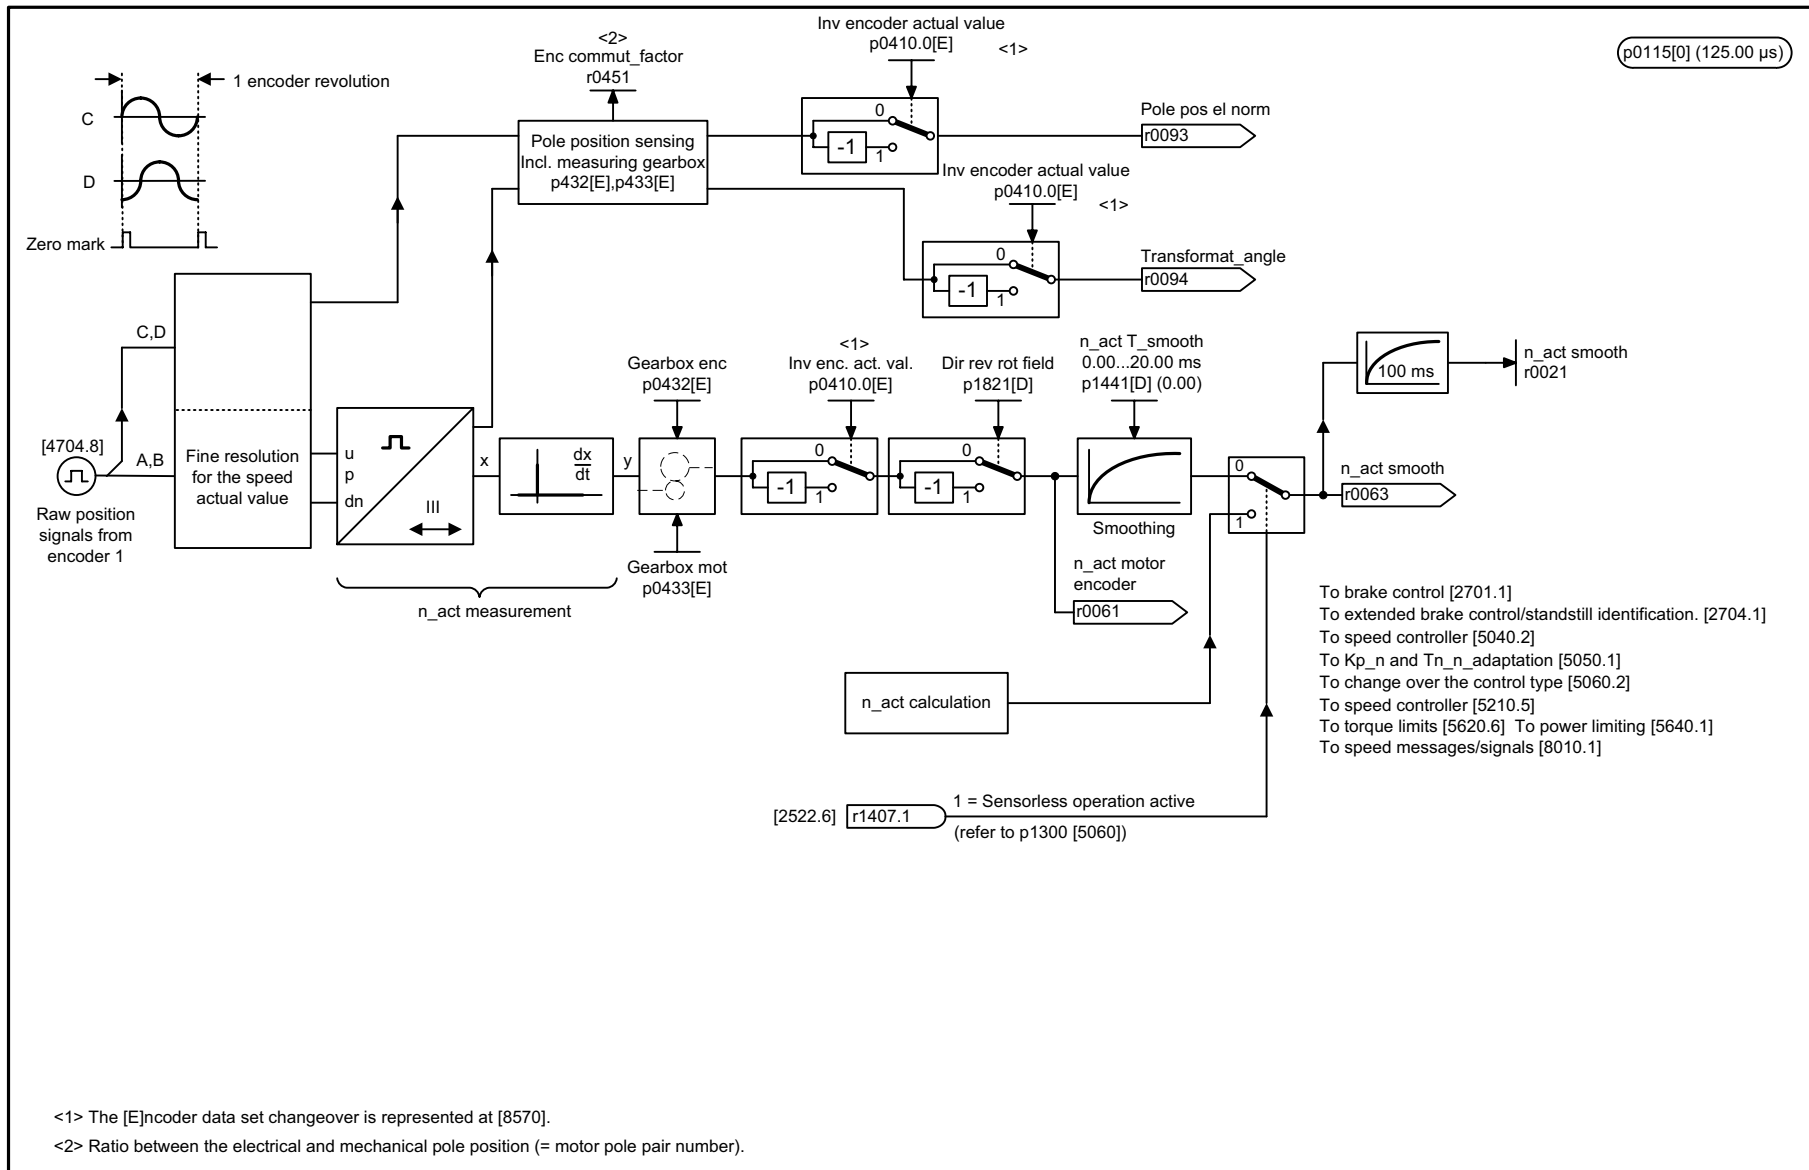 Inv encoder actual value
p0410.0[E]
<1>
p0115[0] (125.00 µs)
<2>
Enc commut_factor
r0451
1 encoder revolution
C
D
Zero mark
Pole position sensing
Incl. measuring gearbox
p432[E],p433[E]
0
-1
1
Pole pos el norm
r0093
Inv encoder actual value
p0410.0[E]
<1>
0
-1
1
Transformat_angle
r0094
C,D
[4704.8]
A,B
Raw position
signals from
encoder 1
Fine resolution
for the speed
actual value
u
p
dn
III
x
dx
dt
y
n_act measurement
Gearbox enc
p0432[E]
Gearbox mot
p0433[E]
<1>
Inv enc. act. val.
p0410.0[E]
0
-1
1
Dir rev rot field
p1821[D]
0
-1
1
n_act T_smooth
0.00...20.00 ms
p1441[D] (0.00)
Smoothing
n_act motor
encoder
r0061
0
1
100 ms
n_act smooth
r0021
n_act smooth
r0063
n_act calculation
[2522.6]
r1407.1
1 = Sensorless operation active
(refer to p1300 [5060])
To brake control [2701.1]
To extended brake control/standstill identification. [2704.1]
To speed controller [5040.2]
To Kp_n and Tn_n_adaptation [5050.1]
To change over the control type [5060.2]
To speed controller [5210.5]
To torque limits [5620.6] To power limiting [5640.1]
To speed messages/signals [8010.1]
<1> The [E]ncoder data set changeover is represented at [8570].
<2> Ratio between the electrical and mechanical pole position (= motor pole pair number).